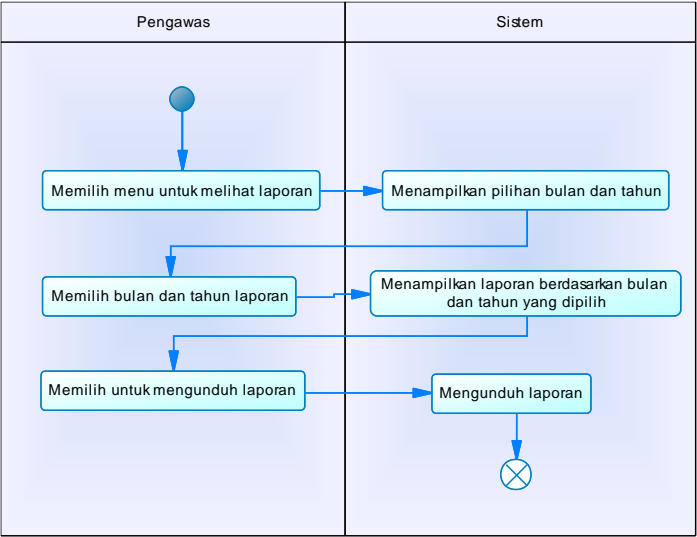 Pengawas
Sistem
Memilih menu untuk melihat laporan
Menampilkan pilihan bulan dan tahun
Memilih bulan dan tahun laporan
Menampilkan laporan berdasarkan bulan
dan tahun yang dipilih
Memilih untuk mengunduh laporan
Mengunduh laporan